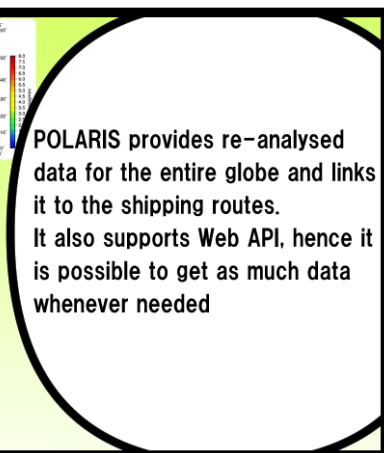 POLARIS provides re-analysed
data for the entire globe and links
it to the shipping routes.
It also supports Web API, hence it
is possible to get as much data
whenever needed